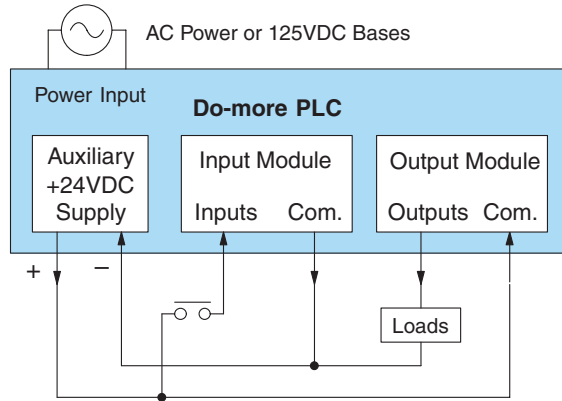 AC Power or 125VDC Bases
Power Input
Do-more PLC
Auxiliary
+24VDC
Supply
Input Module
Inputs Com.
Output Module
Outputs Com.
+ −
Loads